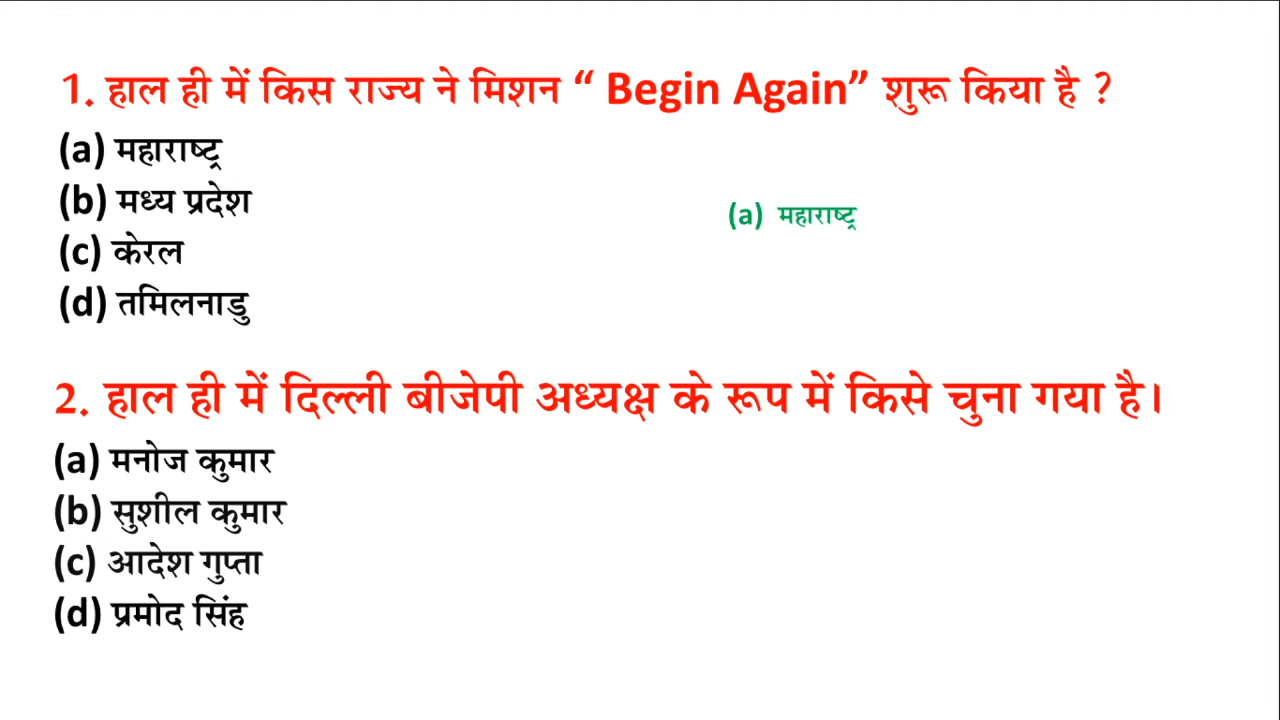 1. हाल ही में किस राज्य ने मिशन “ Begin Again” शुरू किया है ?
(a) महाराष्ट्र
(b) मध्य प्रदेश
(a) महाराष्ट्र
(c) केरल
(d) तमिलनाडु
2. हाल ही में दिल्ली बीजेपी अध्यक्ष के रूप में किसे चुना गया है।
(a) मनोज कुमार
(b) सुशील कुमार
(c) आदेश गुप्ता
(d) प्रमोद सिंह